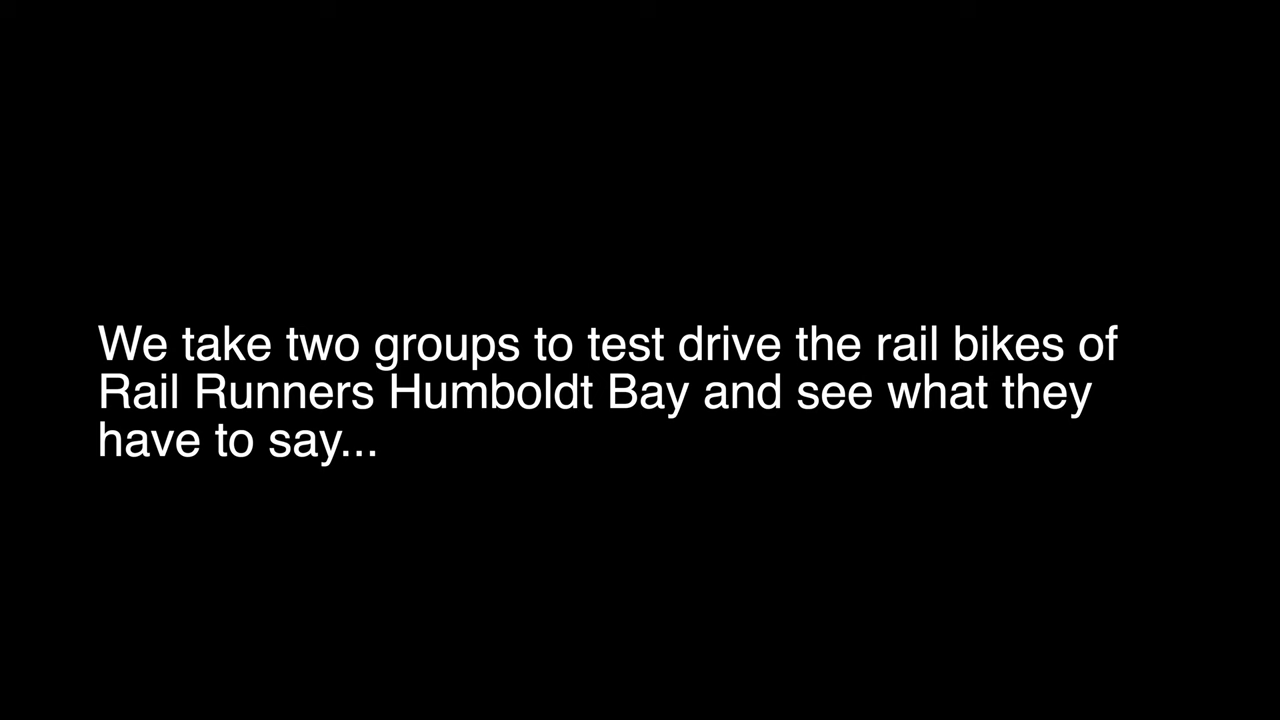 We take two groups to test drive the rail bikes of
Rail Runners Humboldt Bay and see what they
have to say...